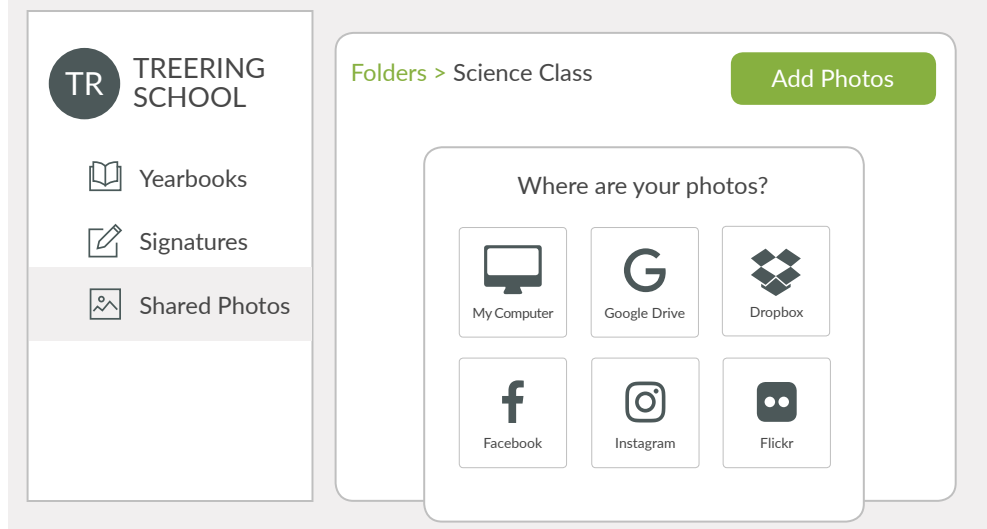 TR
TREERING
SCHOOL
Yearbooks
Signatures
Shared Photos
Folders > Science Class
Add Photos
Where are your photos?
My Computer
Google Drive
Dropbox
Facebook
Instagram
Flickr